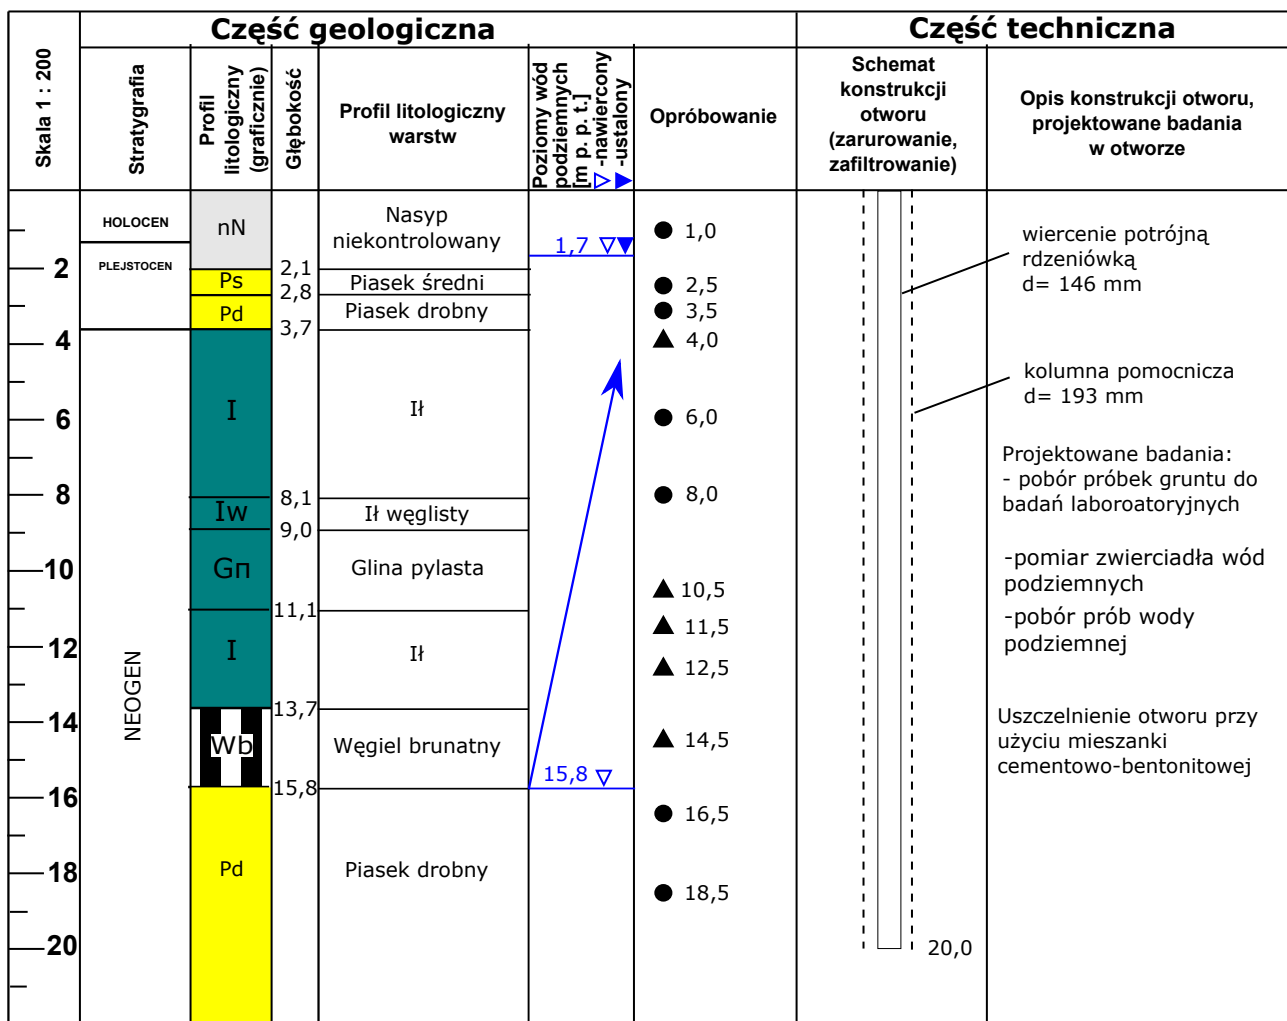 Część geologiczna
Część techniczna
Skala 1 : 200
Stratygrafia
Profil
litologiczny
(graficznie)
Głębokość
Profil litologiczny
warstw
Poziomy wód
podziemnych
[m p. p. t.]
-nawiercony
-ustalony
Opróbowanie
Schemat
konstrukcji
otworu
(zarurowanie,
zafiltrowanie)
Opis konstrukcji otworu,
projektowane badania
w otworze
2
4
6
8
10
12
14
16
18
20
HOLOCEN
PLEJSTOCEN
NEOGEN
nN
Ps
Pd
I
Iw
Gπ
I
Wb
Pd
2,1
2,8
3,7
8,1
9,0
11,1
13,7
15,8
Nasyp
niekontrolowany
Piasek średni
Piasek drobny
Ił
Ił węglisty
Glina pylasta
Ił
Węgiel brunatny
Piasek drobny
1,7
15,8
1,0
2,5
3,5
4,0
6,0
8,0
10,5
11,5
12,5
14,5
16,5
18,5
20,0
wiercenie potrójną
rdzeniówką
d= 146 mm
kolumna pomocnicza
d= 193 mm
Projektowane badania:
- pobór próbek gruntu do
badań laboroatoryjnych
-pomiar zwierciadła wód
podziemnych
-pobór prób wody
podziemnej
Uszczelnienie otworu przy
użyciu mieszanki
cementowo-bentonitowej